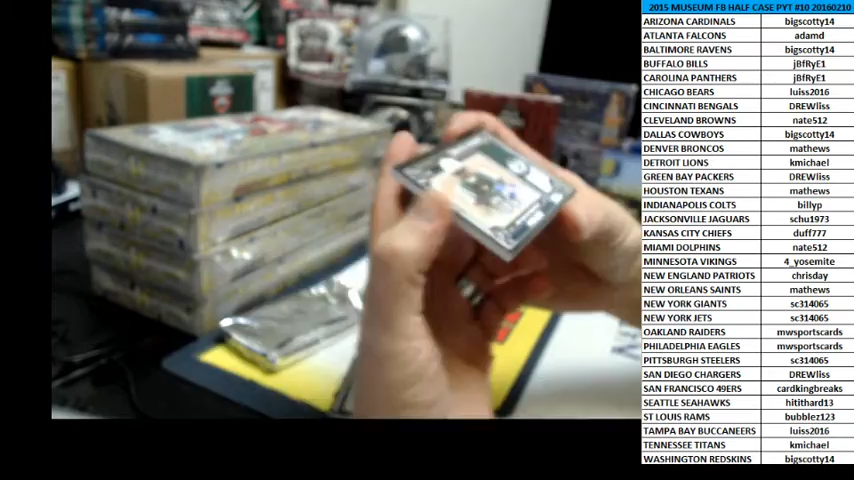 2015 MUSEUM FB HALF CASE PYT #10 20160210
ARIZONA CARDINALS bigscotty14
ATLANTA FALCONS adamd
BALTIMORE RAVENS bigscotty14
BUFFALO BILLS jBfRyE1
CAROLINA PANTHERS jBfRyE1
CHICAGO BEARS luiss2016
CINCINNATI BENGALS DREWliss
CLEVELAND BROWNS nate512
DALLAS COWBOYS bigscotty14
DENVER BRONCOS mathews
DETROIT LIONS kmichael
GREEN BAY PACKERS DREWliss
HOUSTON TEXANS mathews
INDIANAPOLIS COLTS billyp
JACKSONVILLE JAGUARS schu1973
KANSAS CITY CHIEFS duff777
MIAMI DOLPHINS nate512
MINNESOTA VIKINGS 4_yosemite
NEW ENGLAND PATRIOTS chrisday
NEW ORLEANS SAINTS mathews
NEW YORK GIANTS sc314065
NEW YORK JETS sc314065
OAKLAND RAIDERS mwsportscards
PHILADELPHIA EAGLES mwsportscards
PITTSBURGH STEELERS sc314065
SAN DIEGO CHARGERS DREWliss
SAN FRANCISCO 49ERS cardkingbreaks
SEATTLE SEAHAWKS hitithard13
ST LOUIS RAMS bubblez123
TAMPA BAY BUCCANEERS luiss2016
TENNESSEE TITANS kmichael
WASHINGTON REDSKINS bigscotty14